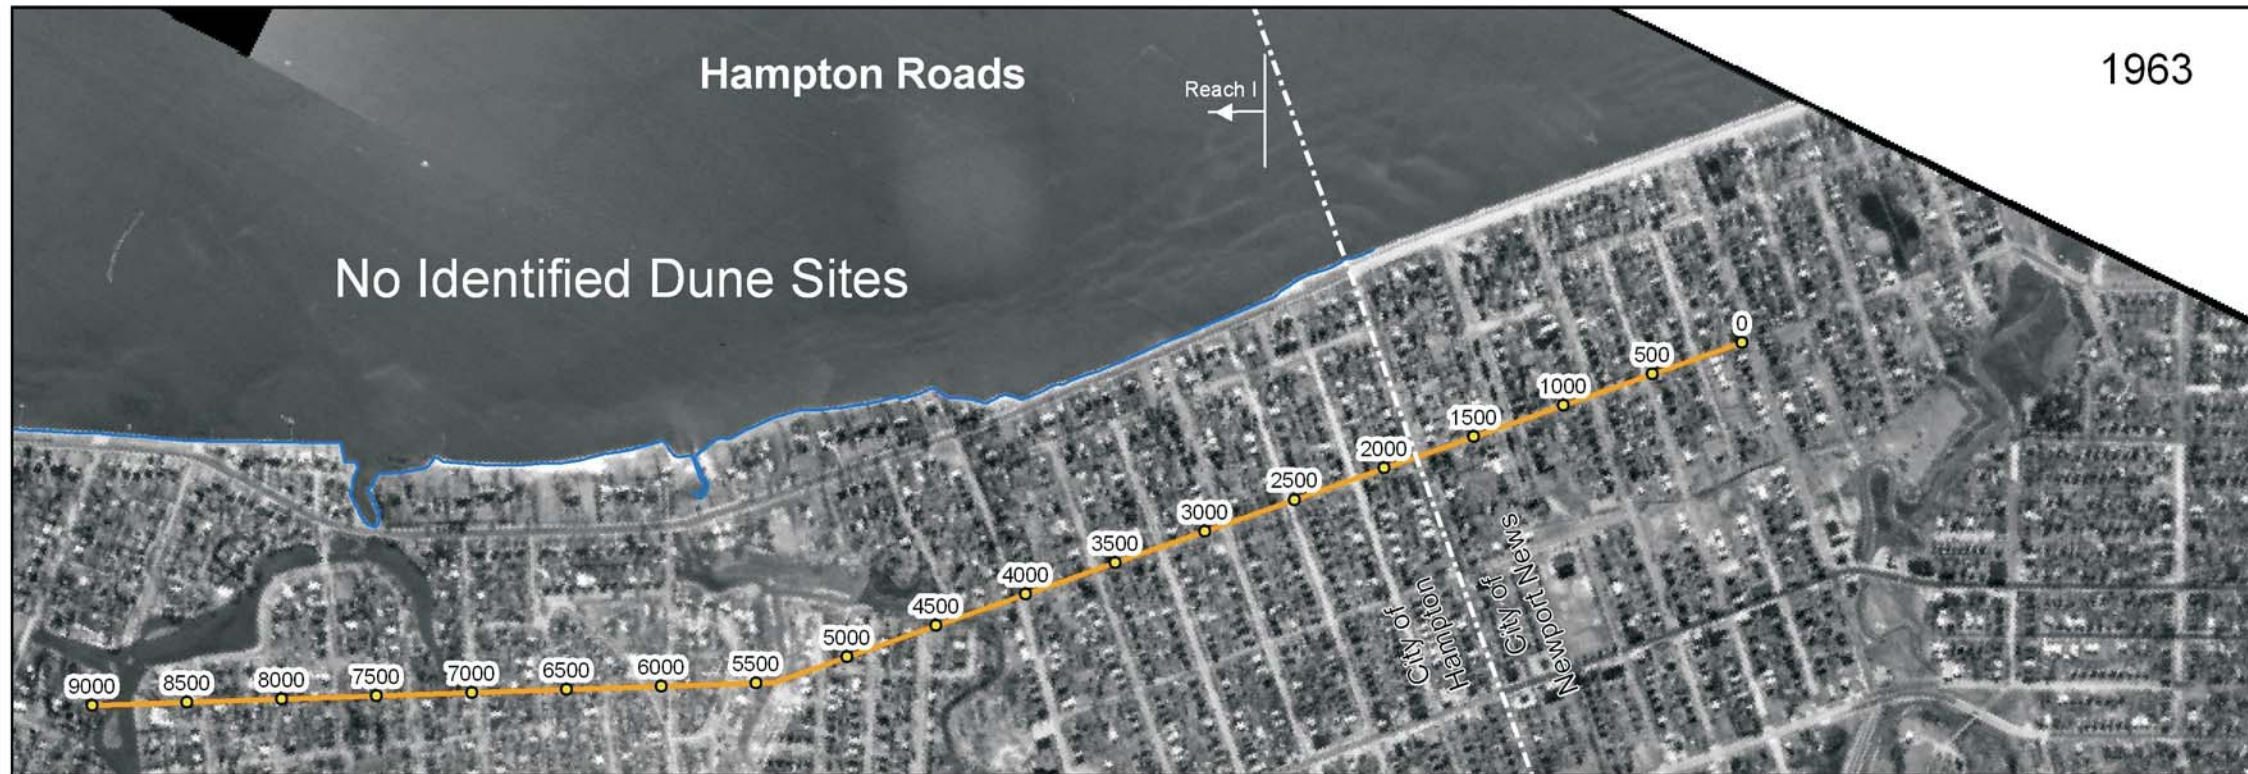 1963
Hampton Roads
Reach I
No Identified Dune Sites
0
500
1000
1500
2000
2500
3000
3500
4000
4500
5000
5500
6000
6500
7000
7500
8000
8500
9000
City of
Hampton
City of
Newport News